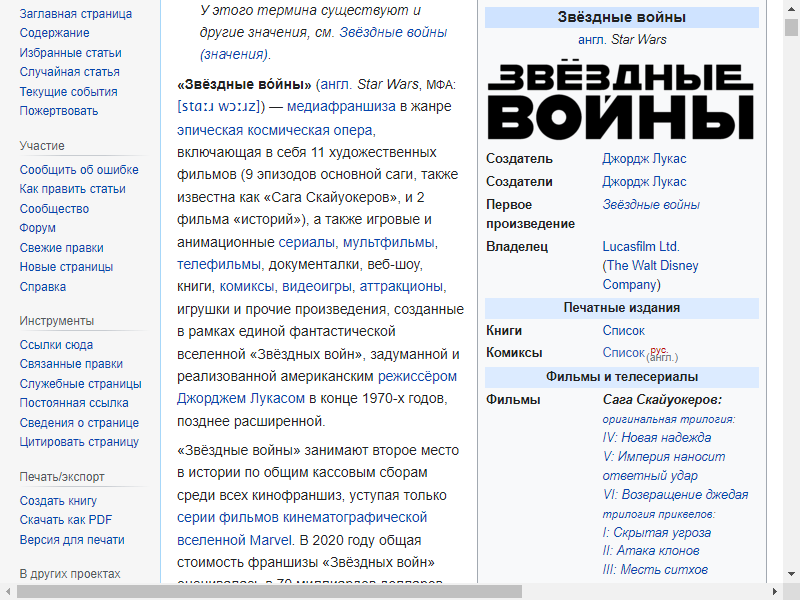 Заглавная страница
Содержание
Избранные статьи
Случайная статья
Текущие события
Пожертвовать
Участие
Сообщить об ошибке
Как править статьи
Сообщество
Форум
Свежие правки
Новые страницы
Справка
Инструменты
Ссылки сюда
Связанные правки
Служебные страницы
Постоянная ссылка
Сведения о странице
Цитировать страницу
Печать/экспорт
Создать книгу
Скачать как PDF
Версия для печати
В других проектах
У этого термина существуют и
другие значения, см. Звёздные войны
(значения).
«Звёздные во́йны» (англ. Star Wars, МФА:
[stɑːɹ wɔːɹz]) — медиафраншиза в жанре
эпическая космическая опера,
включающая в себя 11 художественных
фильмов (9 эпизодов основной саги, также
известна как «Сага Скайуокеров», и 2
фильма «историй»), а также игровые и
анимационные сериалы, мультфильмы,
телефильмы, документалки, веб-шоу,
книги, комиксы, видеоигры, аттракционы,
игрушки и прочие произведения, созданные
в рамках единой фантастической
вселенной «Звёздных войн», задуманной и
реализованной американским режиссёром
Джорджем Лукасом в конце 1970-х годов,
позднее расширенной.
«Звёздные войны» занимают второе место
в истории по общим кассовым сборам
среди всех кинофраншиз, уступая только
серии фильмов кинематографической
вселенной Marvel. В 2020 году общая
стоимость франшизы «Звёздных войн»
оценивалась в 70 миллиардов долларов
Звёздные войны
англ. Star Wars
ЗВЁЗДНЫЕ
ВОЙНЫ
Создатель Джордж Лукас
Создатели Джордж Лукас
Первое Звёздные войны
произведение
Владелец Lucasfilm Ltd.
(The Walt Disney
Company)
Печатные издания
Книги Список
Комиксы Список рус. (англ.)
Фильмы и телесериалы
Фильмы Сага Скайуокеров:
оригинальная трилогия:
IV: Новая надежда
V: Империя наносит
ответный удар
VI: Возвращение джедая
трилогия приквелов:
I: Скрытая угроза
II: Атака клонов
III: Месть ситхов